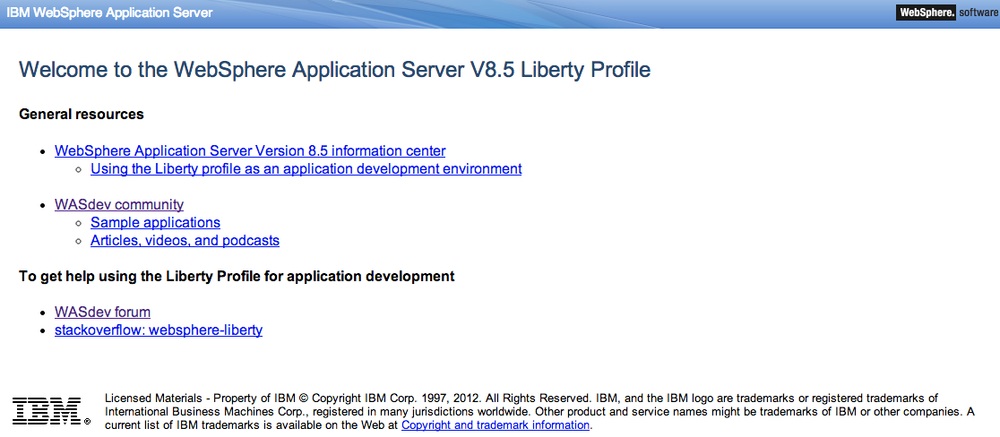 IBM WebSphere Application Server
WebSphere. software
Welcome to the WebSphere Application Server V8.5 Liberty Profile
General resources
WebSphere Application Server Version 8.5 information center
Using the Liberty profile as an application development environment
WASdev community
Sample applications
Articles, videos, and podcasts
To get help using the Liberty Profile for application development
WASdev forum
stackoverflow: websphere-liberty
IBM®
Licensed Materials - Property of IBM © Copyright IBM Corp. 1997, 2012. All Rights Reserved. IBM, and the IBM logo are trademarks or registered trademarks of
International Business Machines Corp., registered in many jurisdictions worldwide. Other product and service names might be trademarks of IBM or other companies. A
current list of IBM trademarks is available on the Web at Copyright and trademark information.